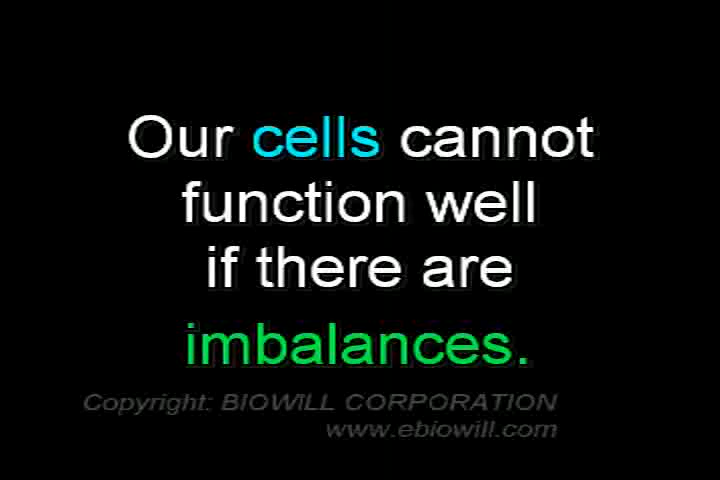 Our cells cannot
function well
if there are
imbalances.
Copyright: BIOWILL CORPORATION
www.ebiowill.com